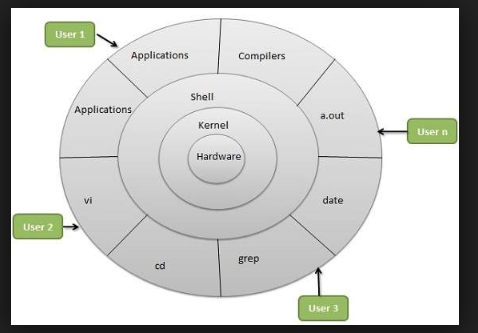 User 1
Applications
Compilers
Shell
Applications
a.out
Kernel
User n
Hardware
vi
date
User 2
grep
cd
User 3